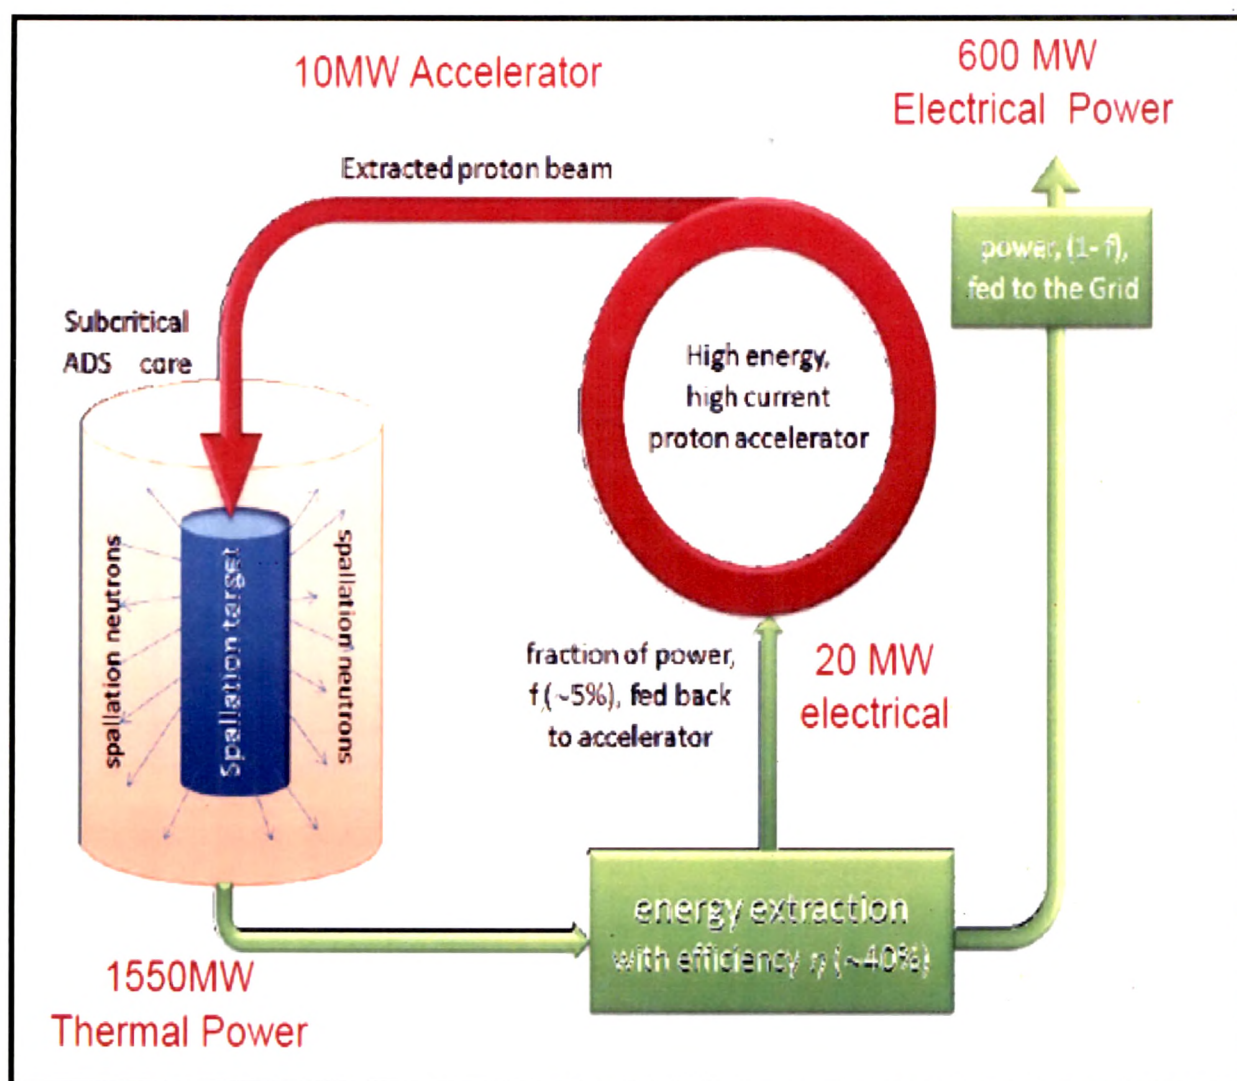 10MW Accelerator
600 MW
Electrical Power
Extracted proton beam
power, (1- f),
fed to the Grid
Subcritical
ADS core
High energy,
high current
proton accelerator
spallation neutrons
Spallation target
spallation neutrons
fraction of power,
f (~5%), fed back
to accelerator
20 MW
electrical
energy extraction
with efficiency η (~40%)
1550MW
Thermal Power